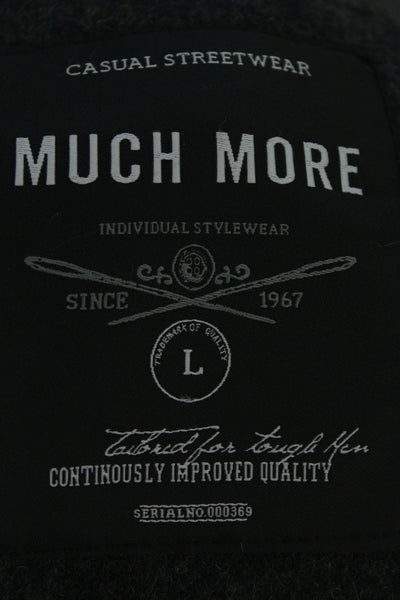 CASUAL STREETWEAR
MUCH MORE
INDIVIDUAL STYLEWEAR
SINCE 1967
TRADEMARK OF QUALITY
L
Tailored for tough Men
CONTINOUSLY IMPROVED QUALITY
SERIALNO.000369